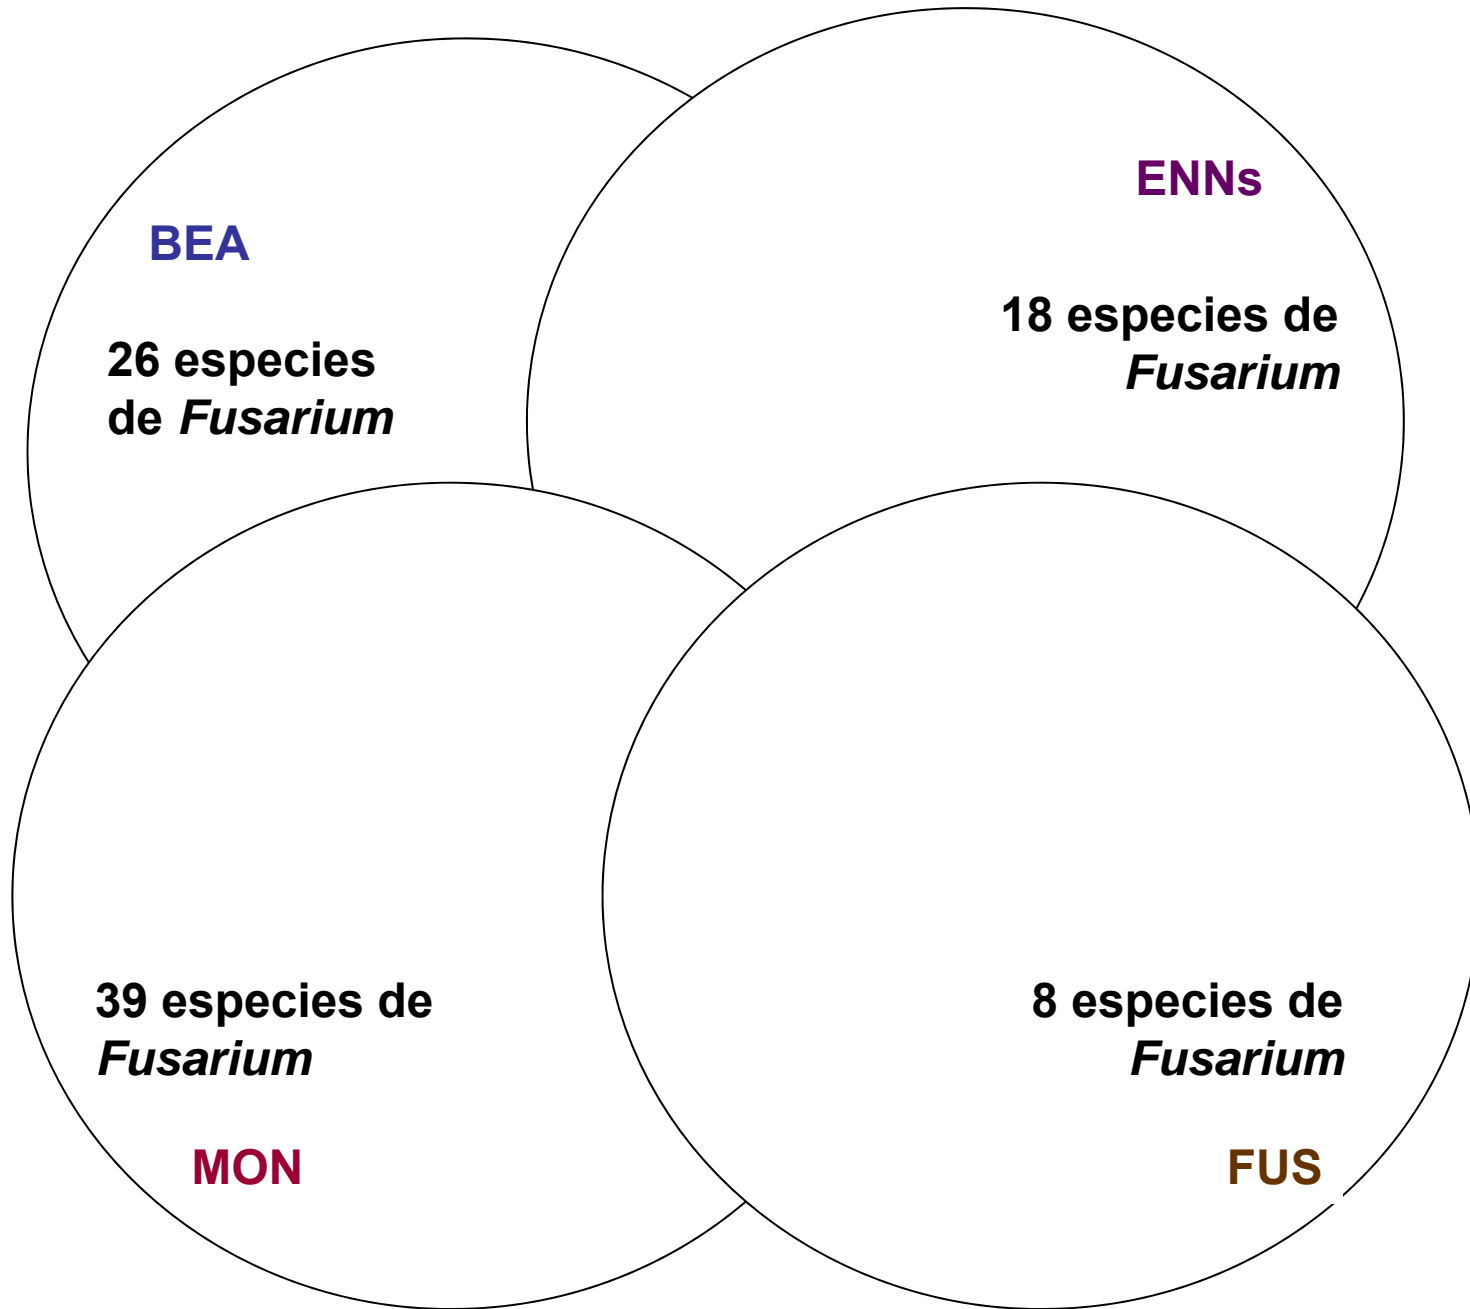 BEA
26 especies
de Fusarium
ENNs
18 especies de
Fusarium
39 especies de
Fusarium
MON
8 especies de
Fusarium
FUS